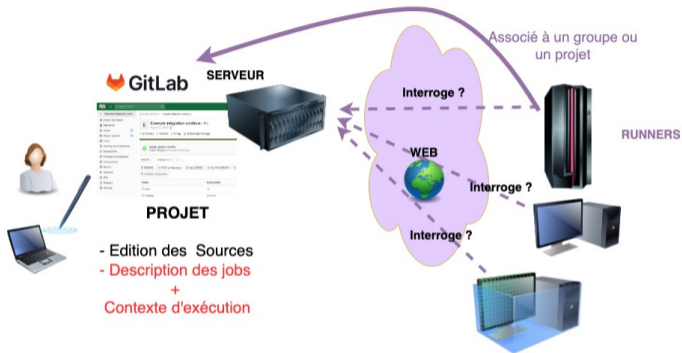 Associé à un groupe ou
un projet
GitLab
SERVEUR
Interroge ?
RUNNERS
WEB
Interroge ?
Interroge ?
PROJET
- Edition des Sources
- Description des jobs
+
Contexte d'exécution